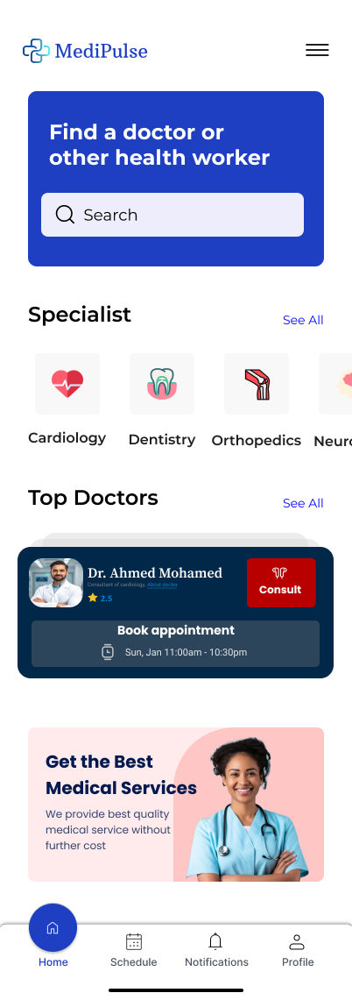 MediPulse
Find a doctor or
other health worker
Search
Specialist
See All
Cardiology
Dentistry
Orthopedics
Neuro
Top Doctors
See All
Dr. Ahmed Mohamed
Consultant of cardiology, About doctor
2.5
Consult
Book appointment
Sun, Jan 11:00am - 10:30pm
Get the Best
Medical Services
We provide best quality
medical service without
further cost
Home
Schedule
Notifications
Profile